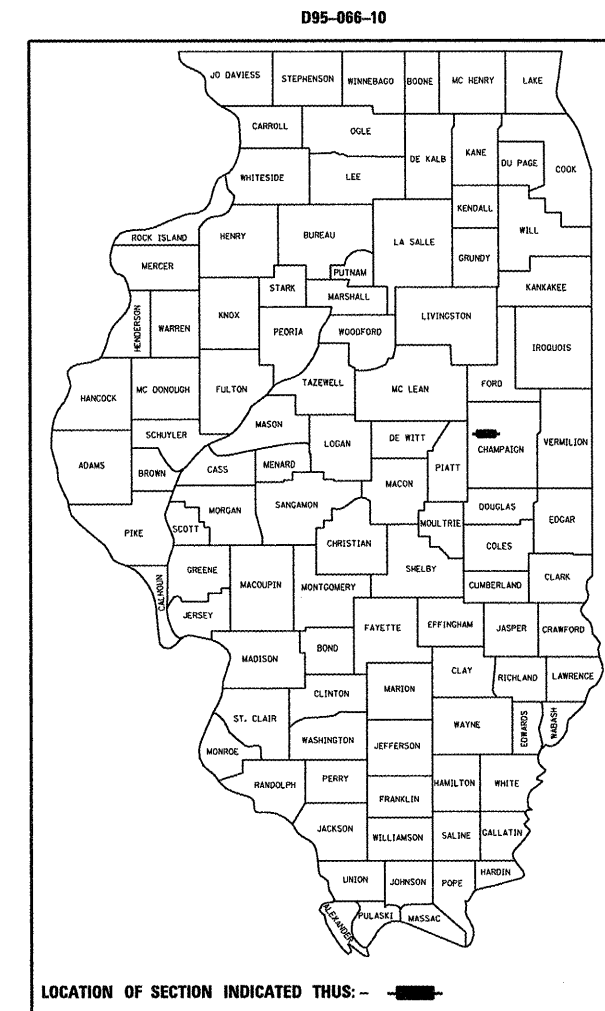 D95-066-10
JO DAVIESS STEPHENSON WINNEBAGO BOONE MC HENRY LAKE
CARROLL OGLE DE KALB KANE DU PAGE COOK
WHITESIDE LEE
KENDALL WILL
ROCK ISLAND HENRY BUREAU LA SALLE GRUNDY
MERCER PUTNAM KANKAKEE
STARK MARSHALL
HENDERSON WARREN KNOX PEORIA WOODFORD LIVINGSTON IROQUOIS
HANCOCK MC DONOUGH FULTON TAZEWELL MC LEAN FORD
SCHUYLER MASON LOGAN DE WITT CHAMPAIGN VERMILION
ADAMS BROWN CASS MENARD MACON PIATT
PIKE SCOTT MORGAN SANGAMON MOULTRIE DOUGLAS EDGAR
CHRISTIAN COLES
CALHOUN GREENE MACOUPIN MONTGOMERY SHELBY CUMBERLAND CLARK
JERSEY FAYETTE EFFINGHAM JASPER CRAWFORD
MADISON BOND
CLINTON MARION CLAY RICHLAND LAWRENCE
ST. CLAIR WAYNE EDWARDS WABASH
MONROE WASHINGTON JEFFERSON
RANDOLPH PERRY HAMILTON WHITE
FRANKLIN
JACKSON WILLIAMSON SALINE GALLATIN
UNION JOHNSON POPE HARDIN
ALEXANDER PULASKI MASSAC
LOCATION OF SECTION INDICATED THUS: –